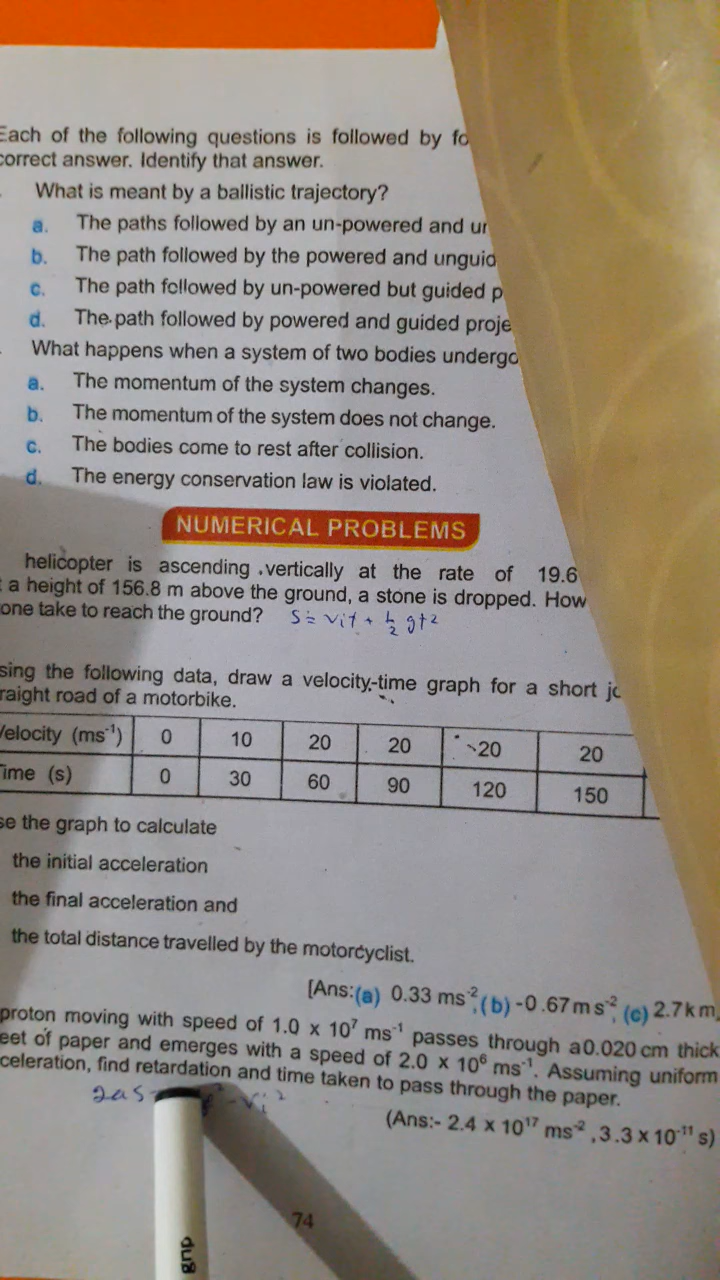 Each of the following questions is followed by fo
correct answer. Identify that answer.
What is meant by a ballistic trajectory?
a. The paths followed by an un-powered and un
b. The path followed by the powered and unguid
c. The path followed by un-powered but guided p
d. The path followed by powered and guided proje
What happens when a system of two bodies undergo
a. The momentum of the system changes.
b. The momentum of the system does not change.
c. The bodies come to rest after collision.
d. The energy conservation law is violated.
NUMERICAL PROBLEMS
helicopter is ascending vertically at the rate of 19.6
a height of 156.8 m above the ground, a stone is dropped. How
one take to reach the ground? S = vit + ½ gt²
sing the following data, draw a velocity-time graph for a short jo
raight road of a motorbike.
Velocity (ms⁻¹) 0 10 20 20 20 20
Time (s) 0 30 60 90 120 150
se the graph to calculate
the initial acceleration
the final acceleration and
the total distance travelled by the motorcyclist.
[Ans:(a) 0.33 ms⁻², (b) -0.67 m s⁻², (c) 2.7km
proton moving with speed of 1.0 x 10⁷ ms⁻¹ passes through a 0.020 cm thick
eet of paper and emerges with a speed of 2.0 x 10⁶ ms⁻¹. Assuming uniform
celeration, find retardation and time taken to pass through the paper.
2as vi²
(Ans:- 2.4 x 10¹⁷ ms⁻², 3.3 x 10⁻¹¹ s)
74